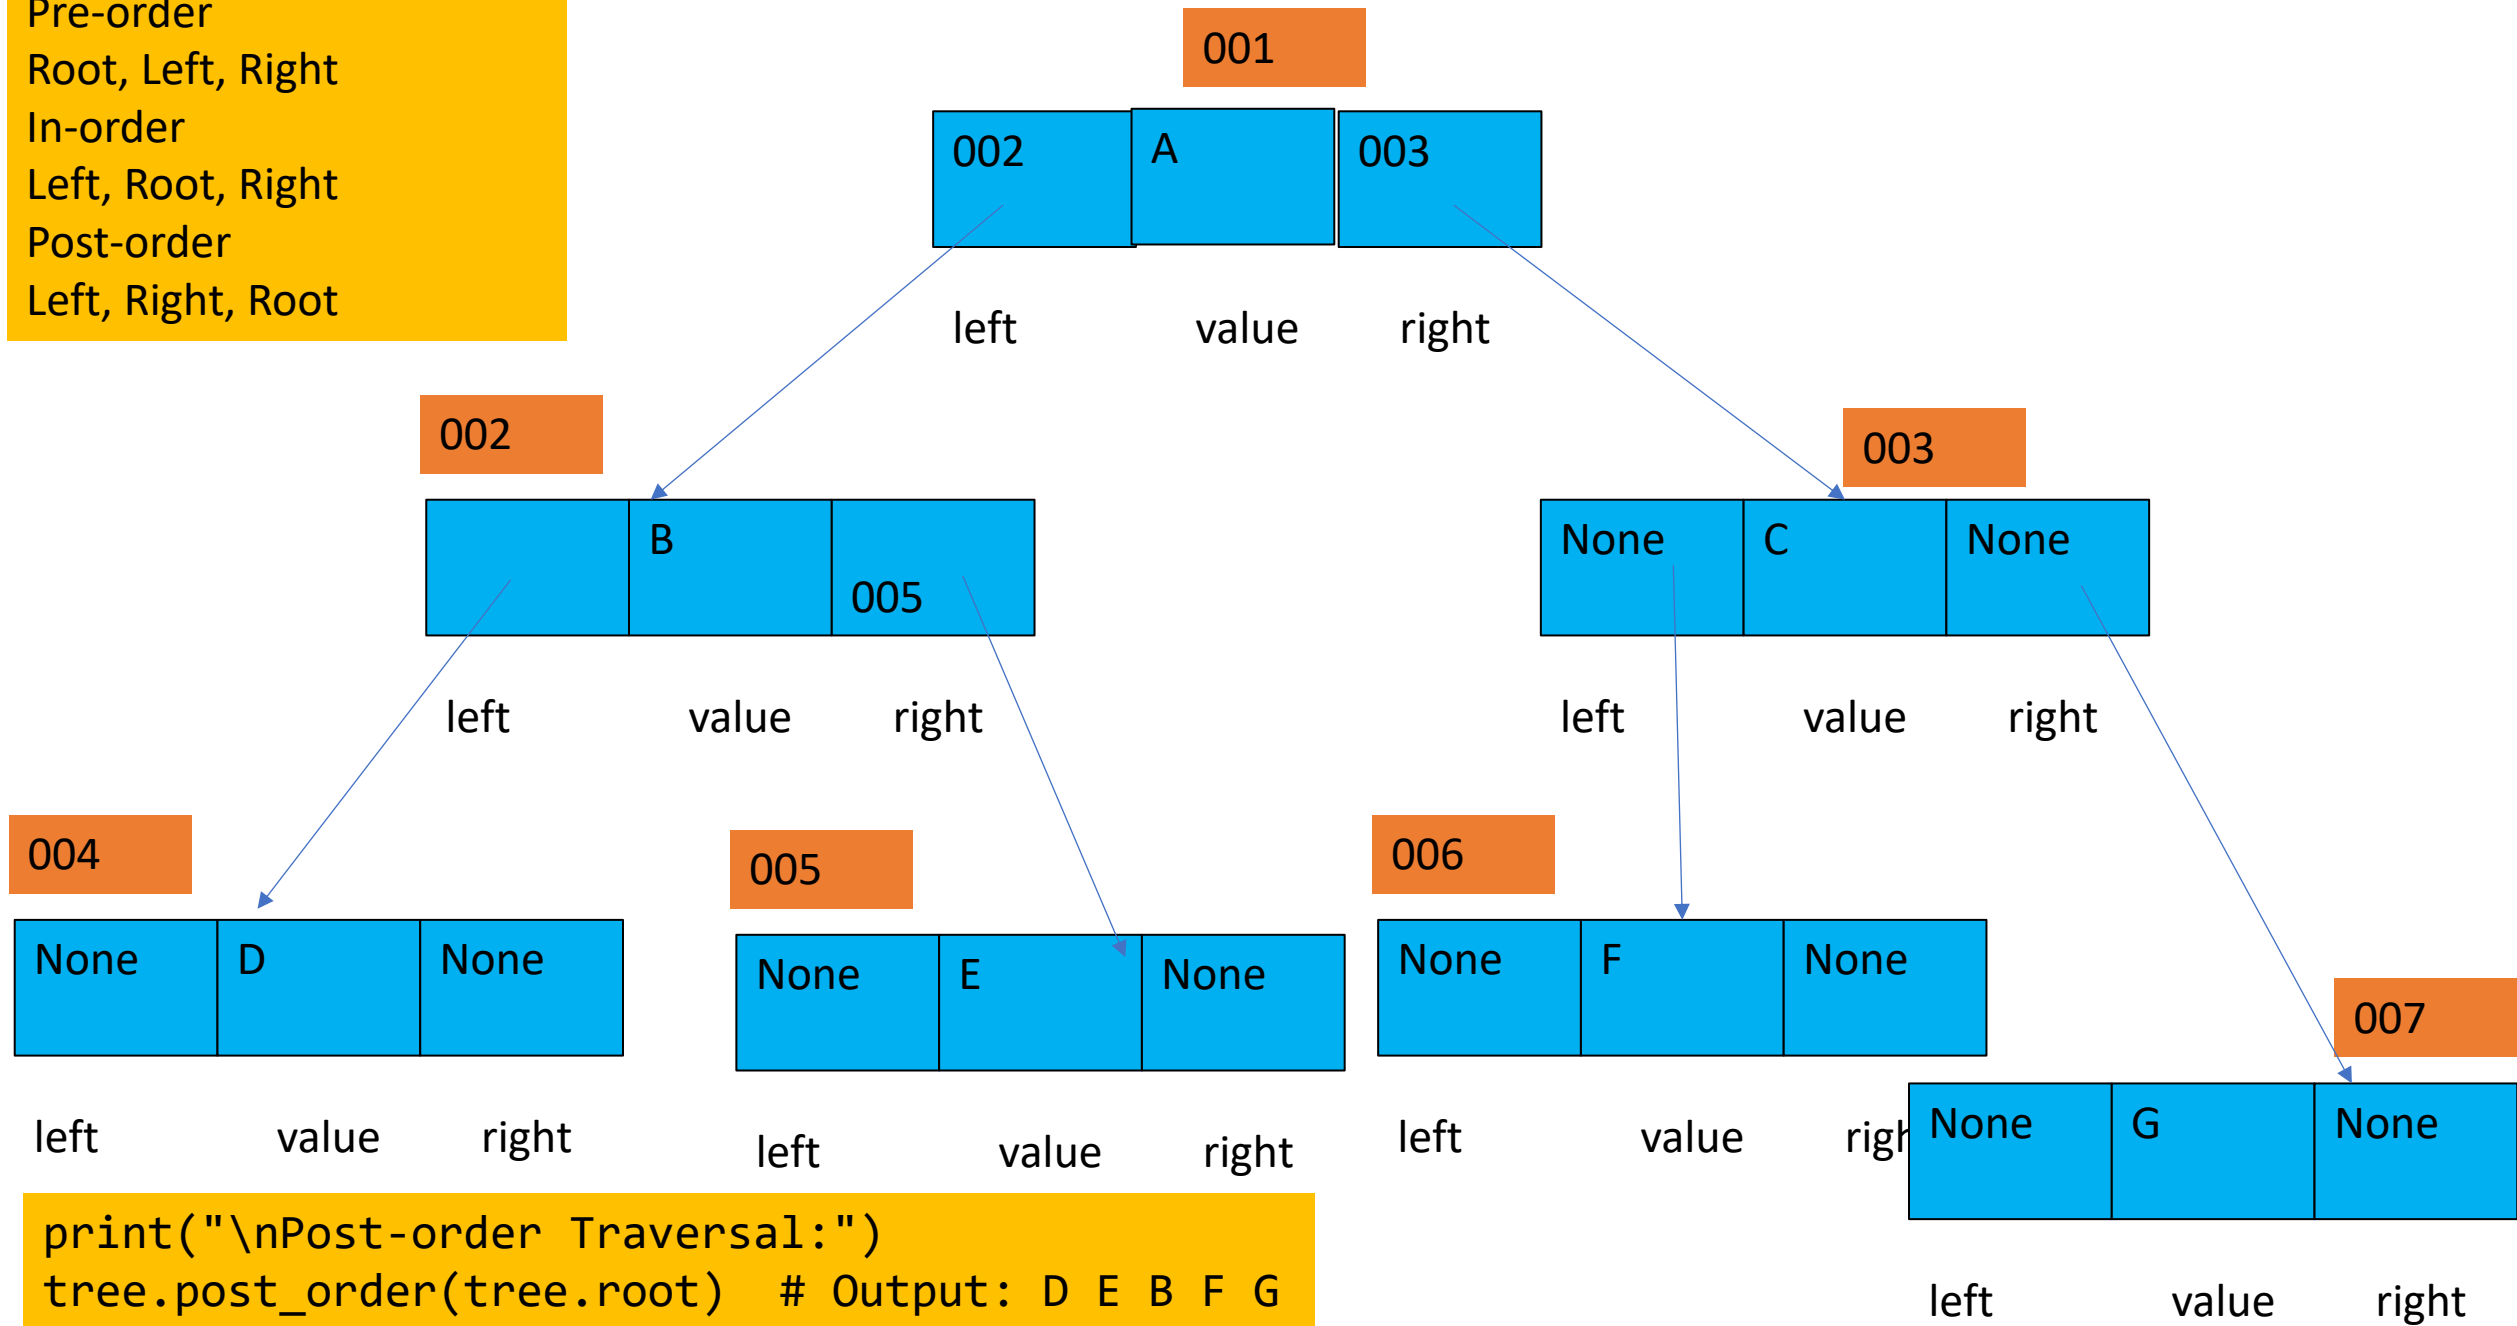 Pre-order
Root, Left, Right
In-order
Left, Root, Right
Post-order
Left, Right, Root
001
002 A 003
left value right
002
B
005
left value right
003
None C None
left value right
004
None D None
left value right
005
None E None
left value right
006
None F None
left value righ
007
None G None
left value right
print("\nPost-order Traversal:")
tree.post_order(tree.root)  # Output: D E B F G